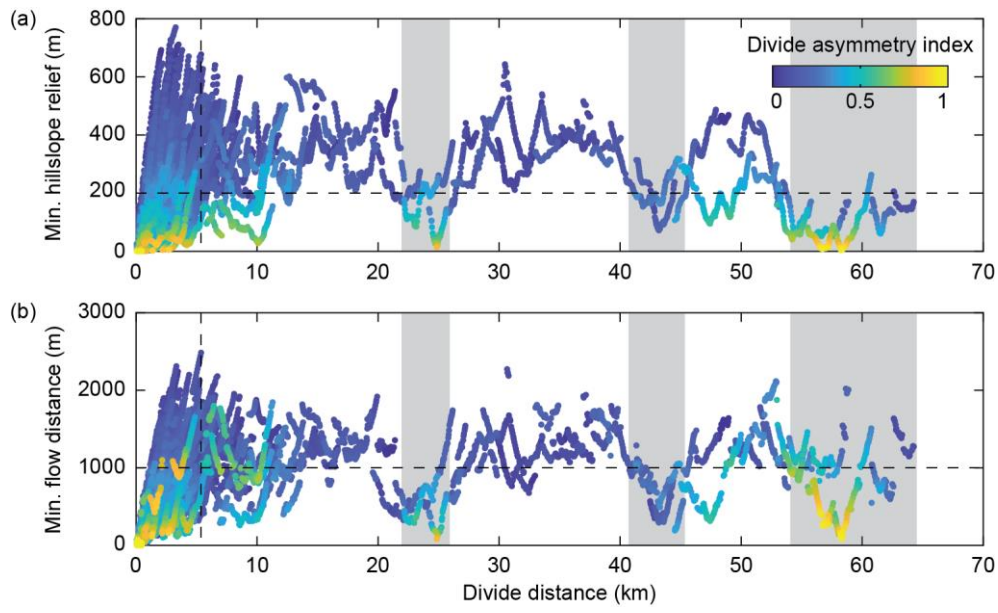 (a)
Min. hillslope relief (m)
800
600
400
200
0
Divide asymmetry index
0 0.5 1
0 10 20 30 40 50 60 70
(b)
Min. flow distance (m)
3000
2000
1000
0
0 10 20 30 40 50 60 70
Divide distance (km)